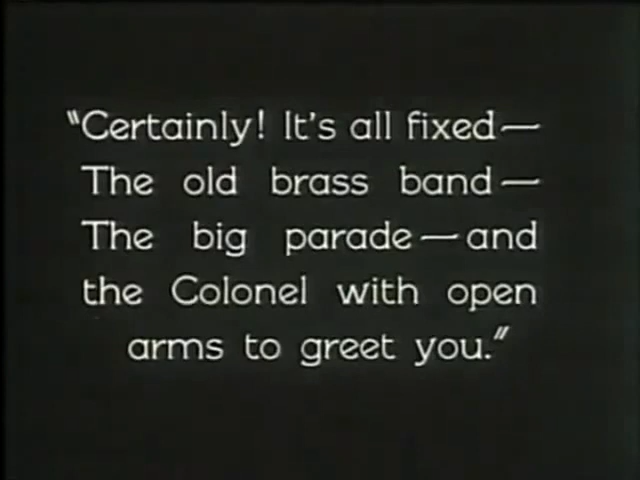 "Certainly! It's all fixed—
The old brass band—
The big parade—and
the Colonel with open
arms to greet you."